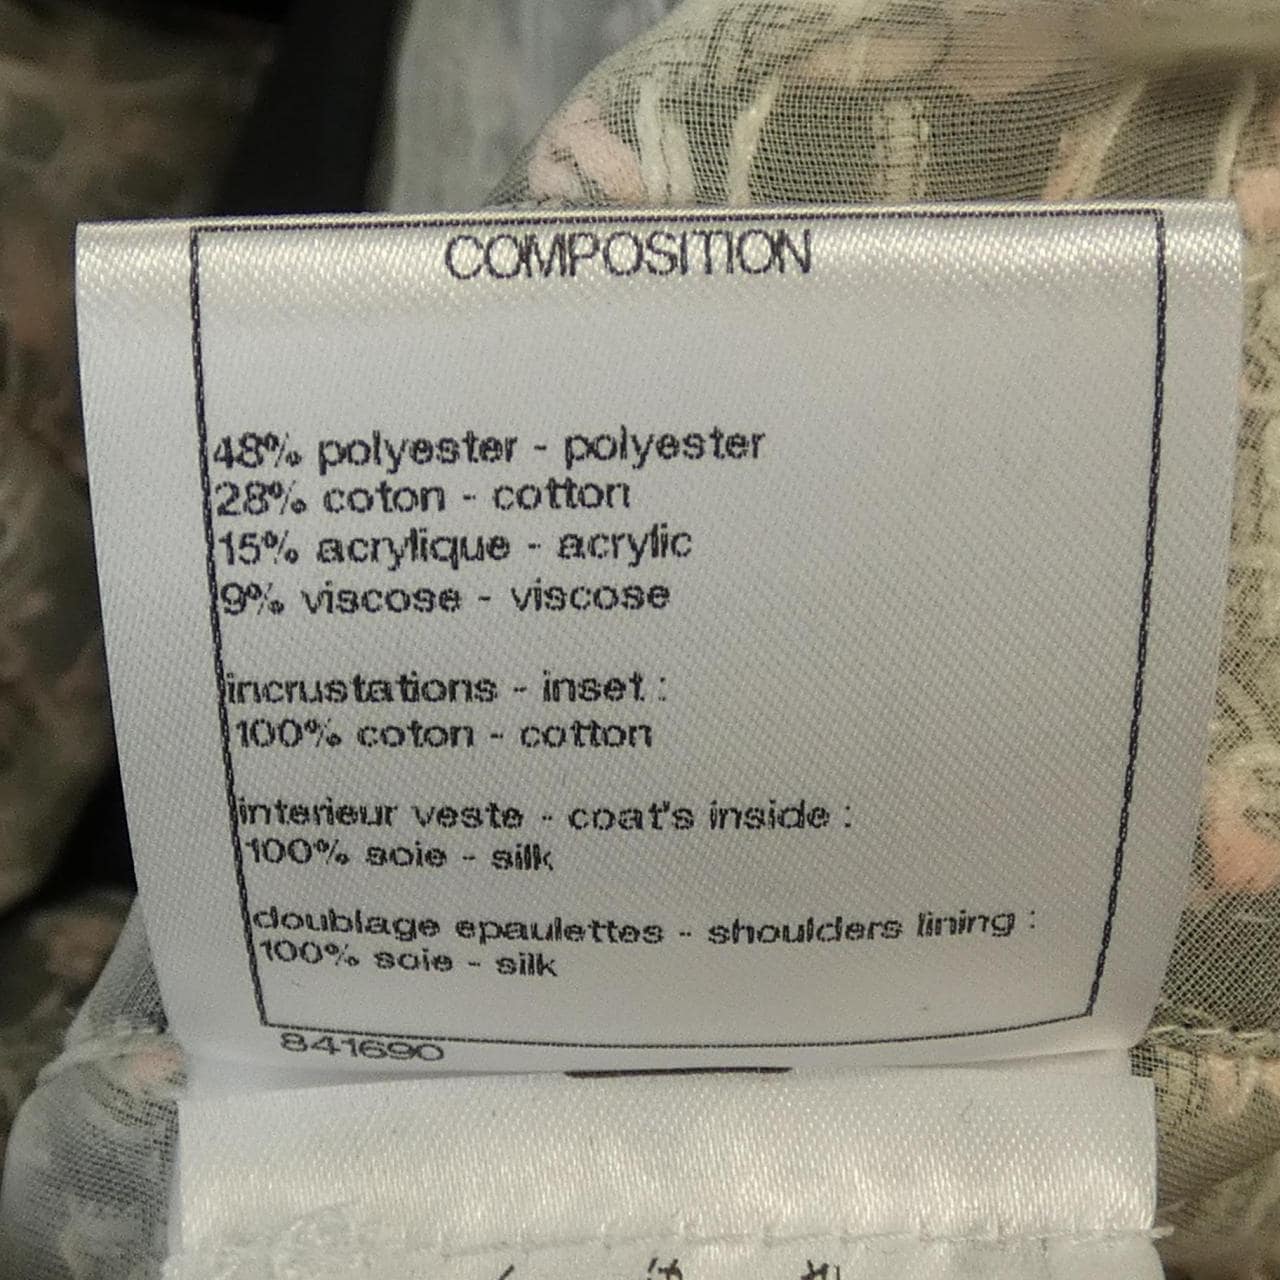 COMPOSITION
48% polyester - polyester
28% coton - cotton
15% acrylique - acrylic
9% viscose - viscose
incrustations - inset :
100% coton - cotton
interieur veste - coat's inside :
100% soie - silk
doublage epaulettes - shoulders lining :
100% soie - silk
841690